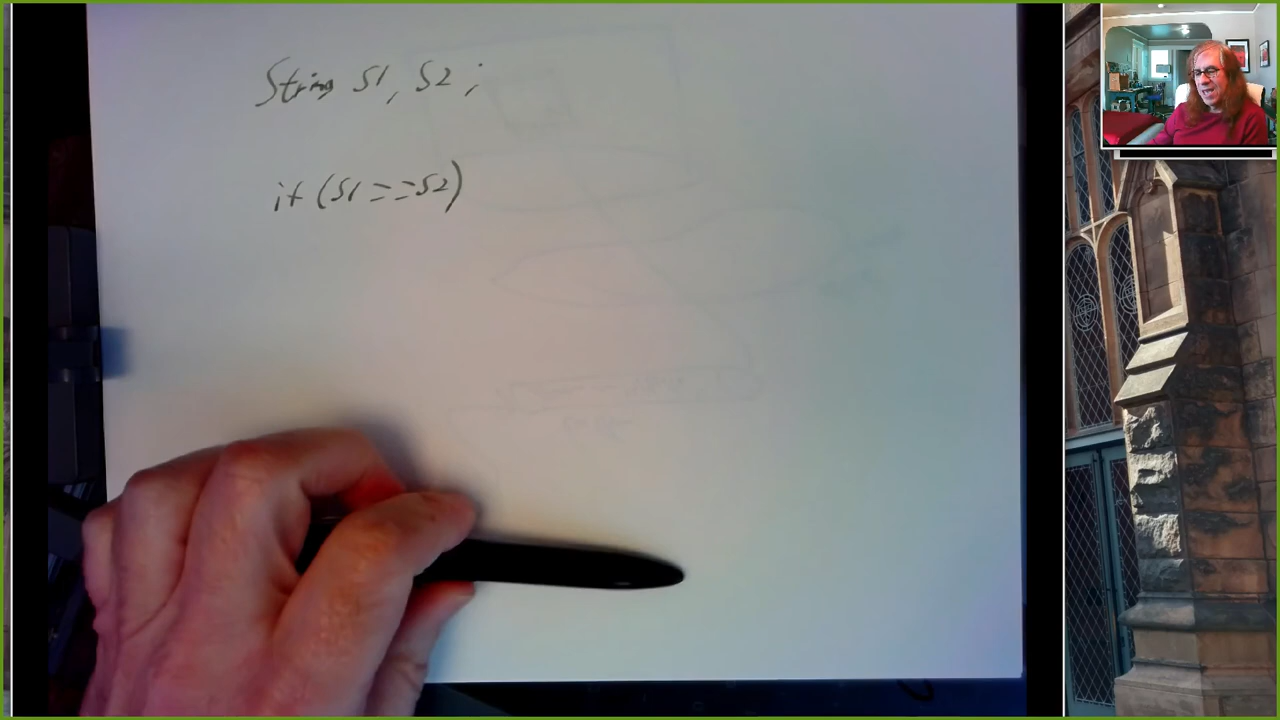 String S1, S2;
if (S1 == S2)